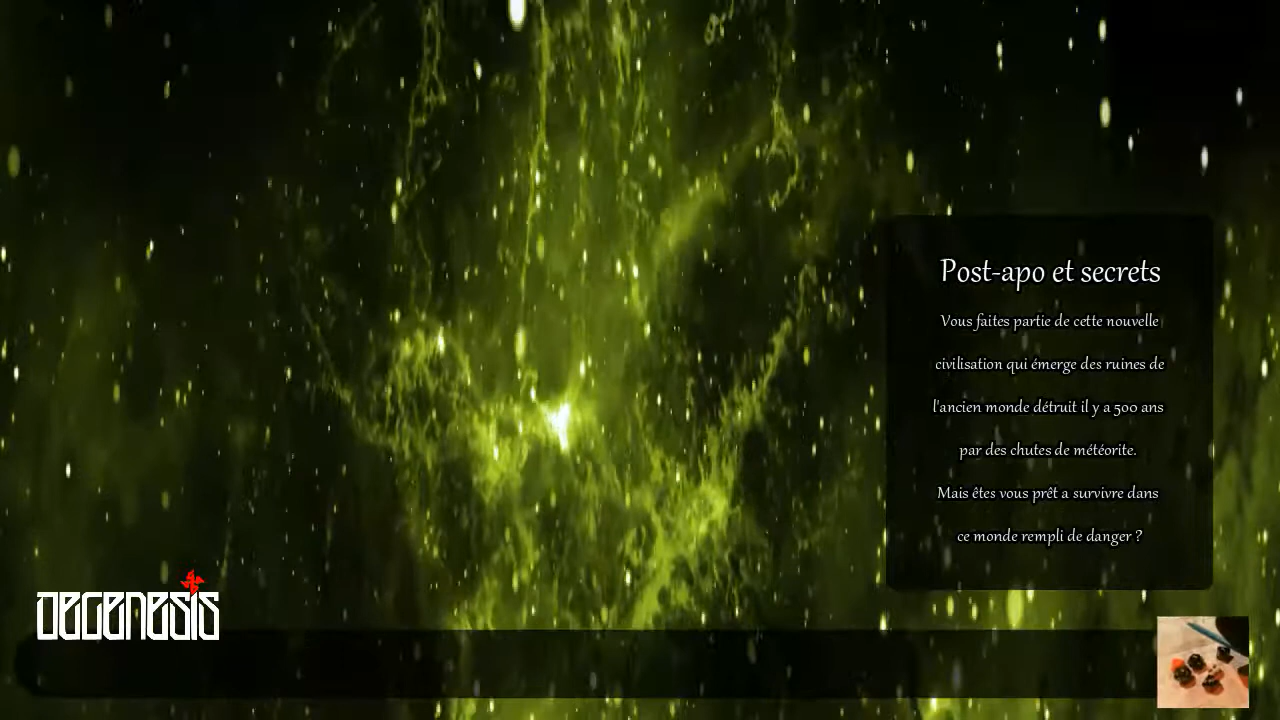 Post-apo et secrets
Vous faites partie de cette nouvelle
civilisation qui émerge des ruines de
l'ancien monde détruit il y a 500 ans
par des chutes de météorite.
Mais êtes vous prêt a survivre dans
ce monde rempli de danger ?
DEGENESIS